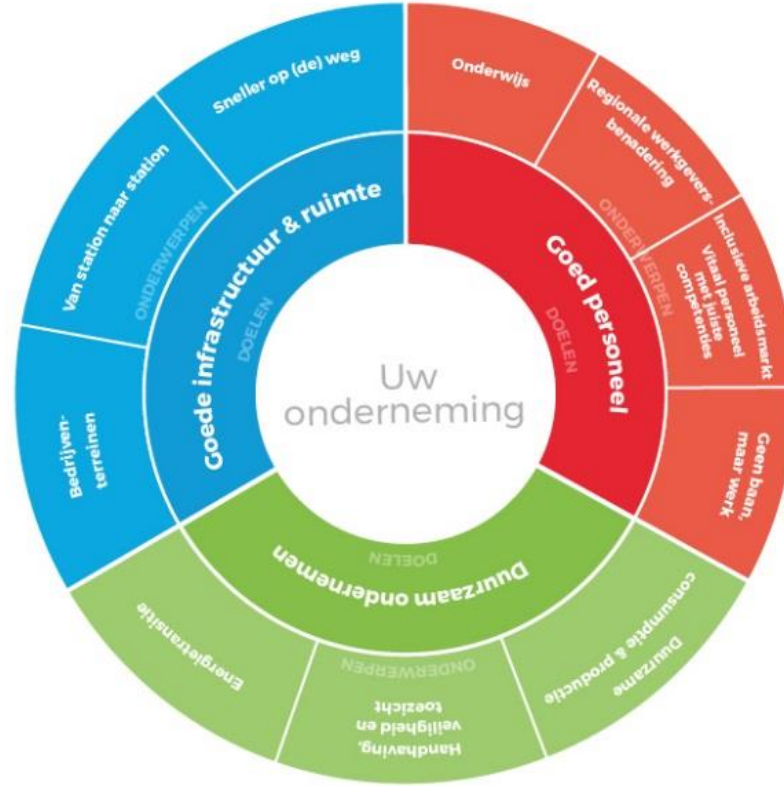 Uw
onderneming
Goed personeel
DOELEN
ONDERWERPEN
Onderwijs
Regionale werkgevers-
benadering
Inclusieve arbeidsmarkt
Vitaal personeel
met juiste
competenties
Geen baan,
maar werk
Duurzaam ondernemen
DOELEN
ONDERWERPEN
Duurzame
consumptie & productie
Handhaving,
veiligheid en
toezicht
Energietransitie
Goede infrastructuur & ruimte
DOELEN
ONDERWERPEN
Bedrijven-
terreinen
Van station naar station
Sneller op (de) weg